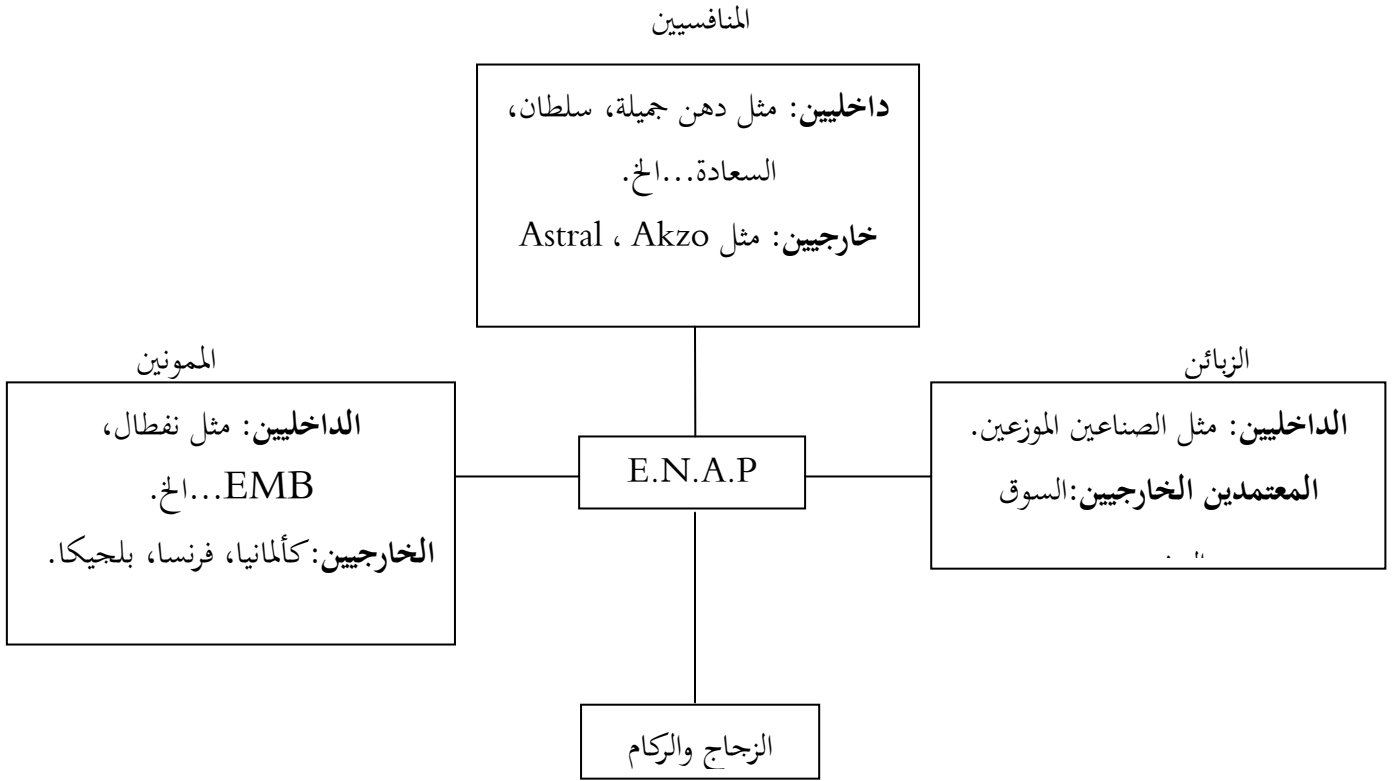 المنافسيين
داخليين: مثل دهن جميلة، سلطان،
السعادة...الخ.
خارجيين: مثل Astral ، Akzo
الزبائن
الداخليين: مثل الصناعين الموزعين.
المعتمدين الخارجيين:السوق
E.N.A.P
الممونين
الداخليين: مثل نفطال،
EMB...الخ.
الخارجيين:كألمانيا، فرنسا، بلجيكا.
الزجاج والركام